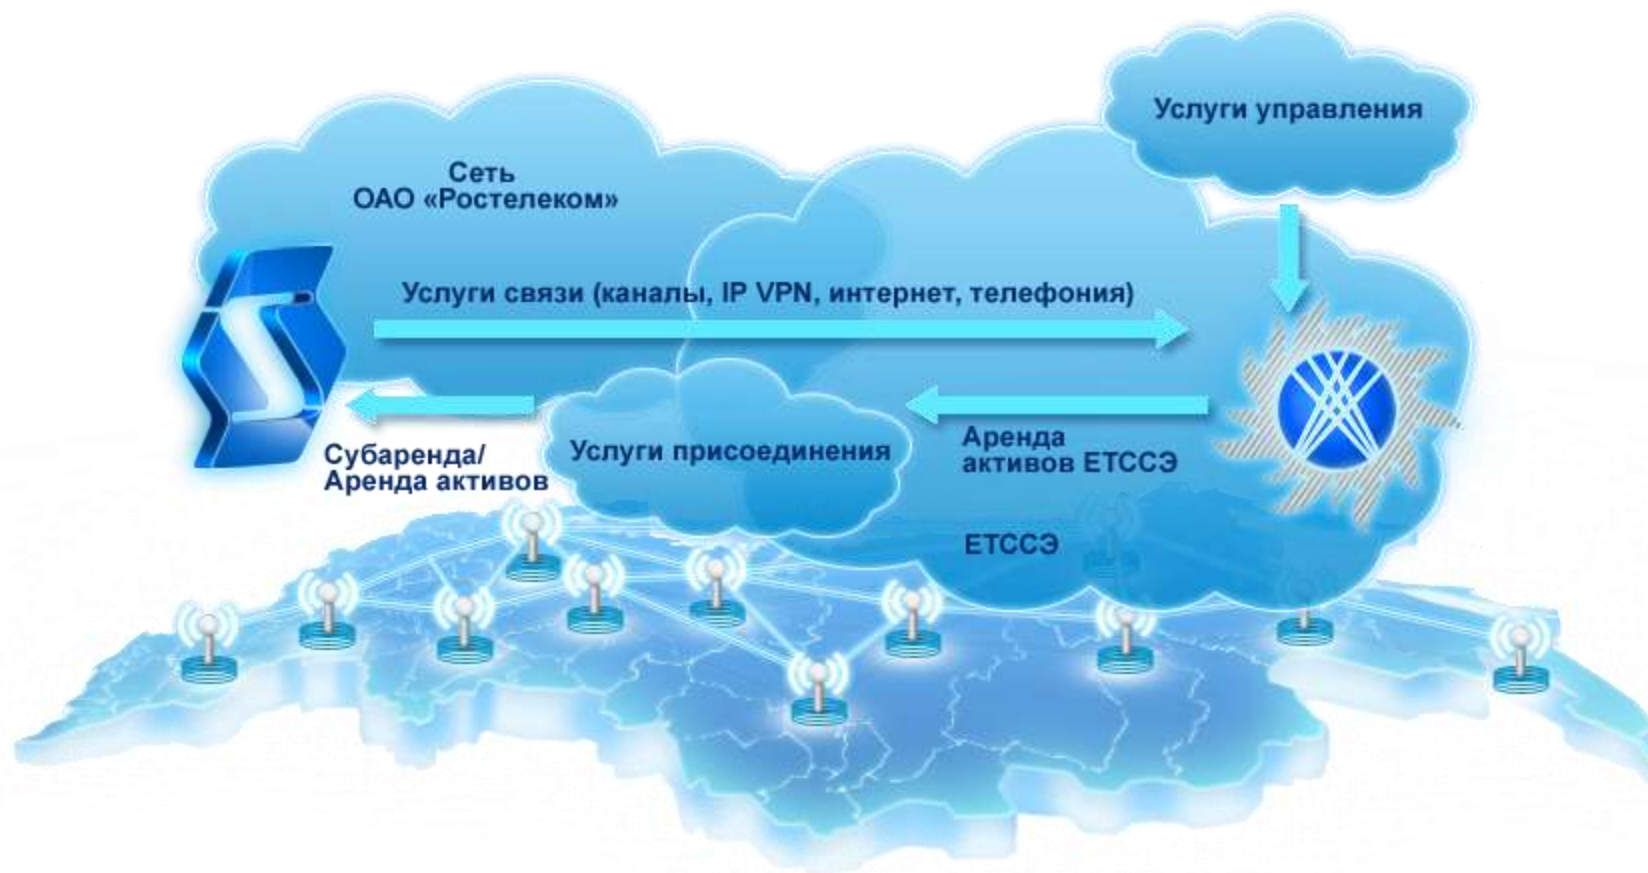 Услуги управления
Сеть
ОАО «Ростелеком»
Услуги связи (каналы, IP VPN, интернет, телефония)
Субаренда/
Аренда активов
Услуги присоединения
Аренда
активов ЕТССЭ
ЕТССЭ